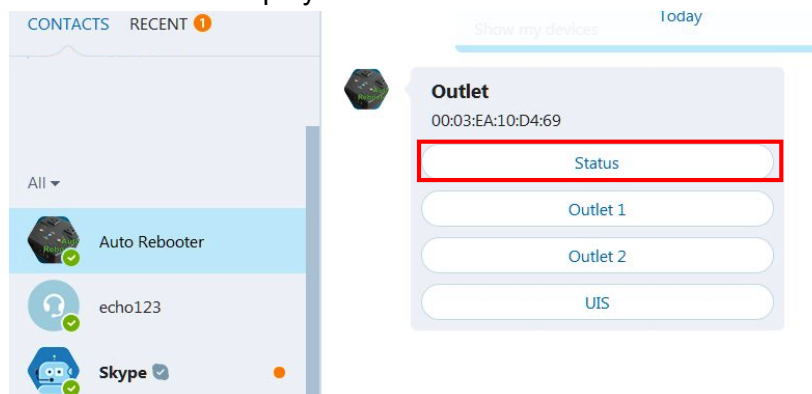 CONTACTS RECENT 1
All
Auto Rebooter
echo123
Skype
Show my devices
Today
Outlet
00:03:EA:10:D4:69
Status
Outlet 1
Outlet 2
UIS